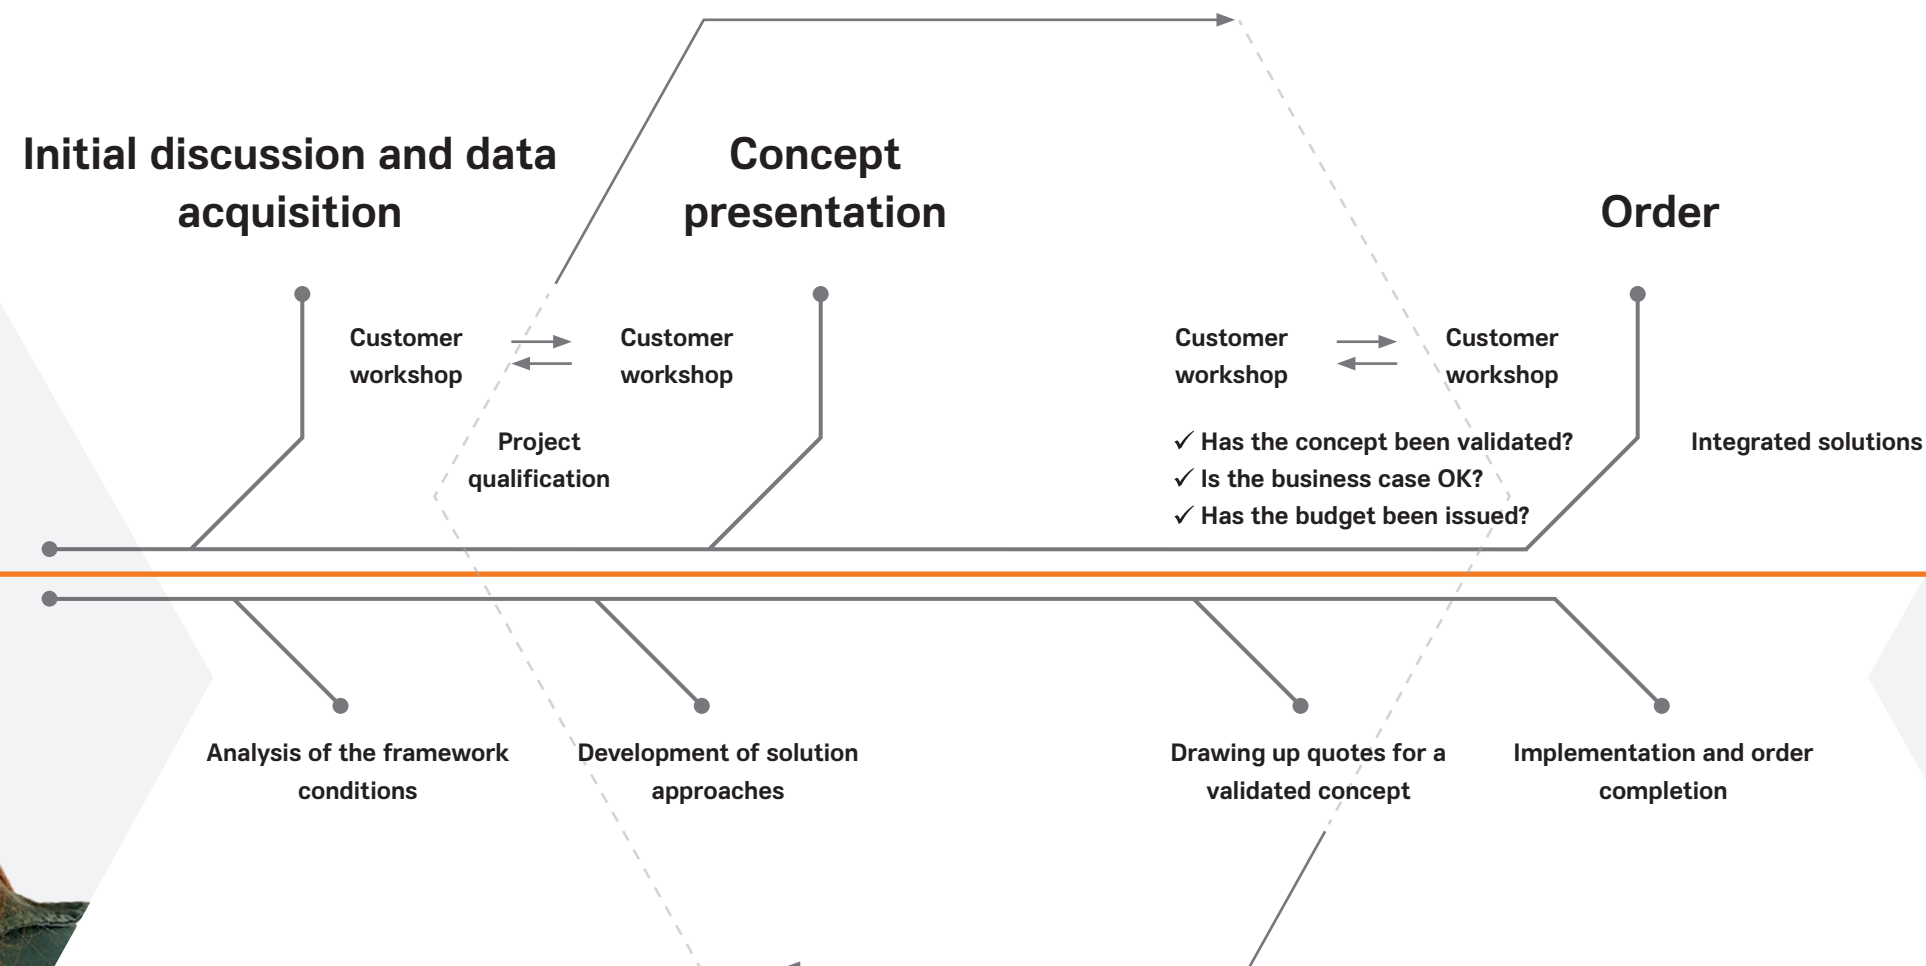 Initial discussion and data
acquisition
Concept
presentation
Order
Customer
workshop
Customer
workshop
Project
qualification
Customer
workshop
Customer
workshop
✓ Has the concept been validated?
✓ Is the business case OK?
✓ Has the budget been issued?
Integrated solutions
Analysis of the framework
conditions
Development of solution
approaches
Drawing up quotes for a
validated concept
Implementation and order
completion